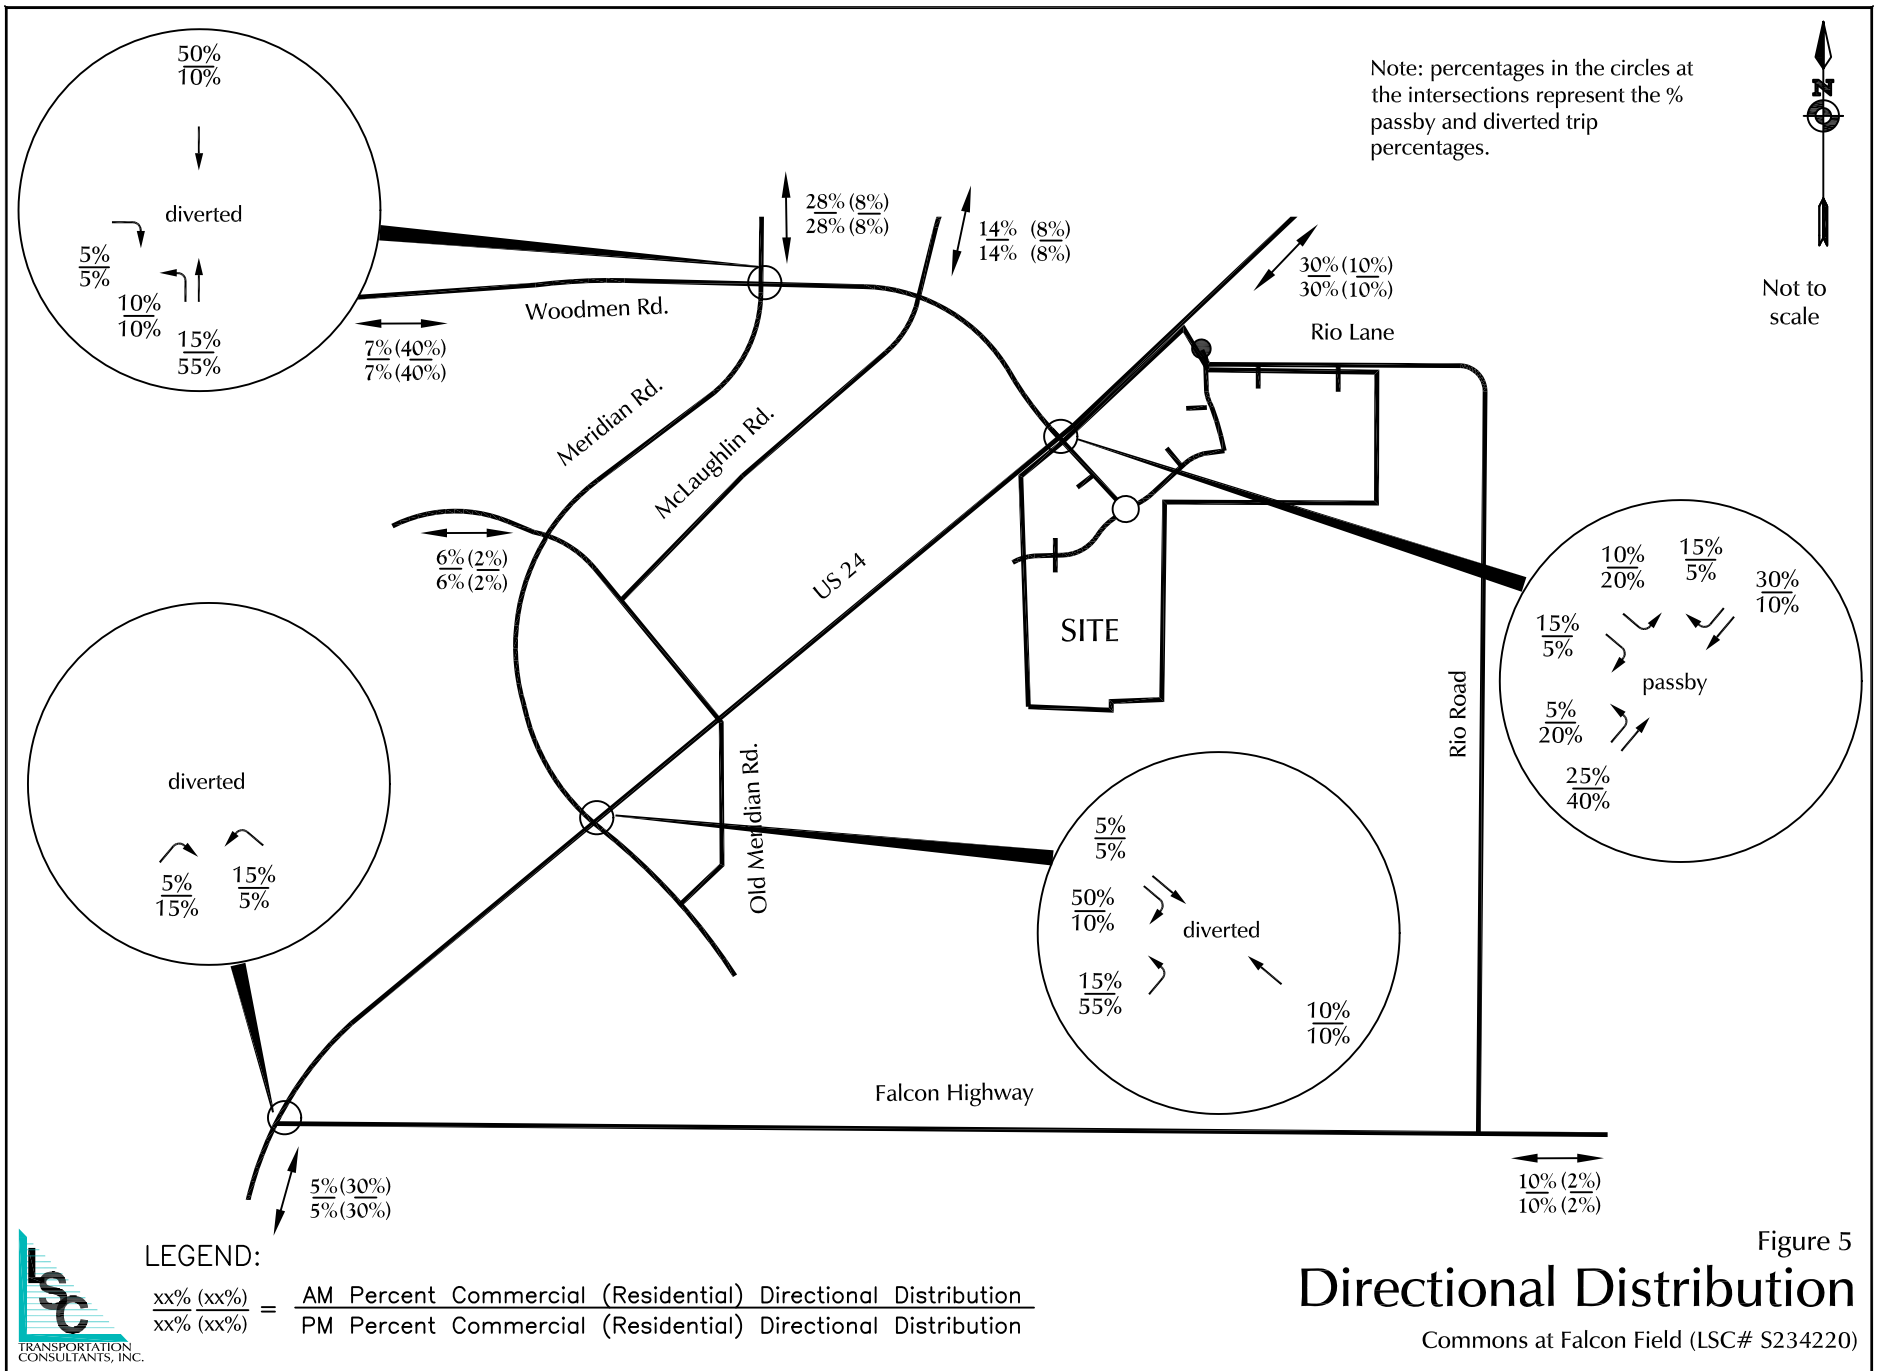 50%
10%
diverted
5%
5%
10%
10%
15%
55%
Note: percentages in the circles at
the intersections represent the %
passby and diverted trip
percentages.
N
Not to
scale
28% (8%)
28% (8%)
14% (8%)
14% (8%)
30% (10%)
30% (10%)
Woodmen Rd.
7% (40%)
7% (40%)
Rio Lane
Meridian Rd.
McLaughlin Rd.
6% (2%)
6% (2%)
US 24
SITE
10%
20%
15%
5%
30%
10%
15%
5%
passby
5%
20%
25%
40%
Rio Road
diverted
5%
15%
15%
5%
Old Meridian Rd.
5%
5%
50%
10%
diverted
15%
55%
10%
10%
Falcon Highway
5% (30%)
5% (30%)
10% (2%)
10% (2%)
LEGEND:
xx% (xx%) = AM Percent Commercial (Residential) Directional Distribution
xx% (xx%) PM Percent Commercial (Residential) Directional Distribution
LSC
TRANSPORTATION
CONSULTANTS, INC.
Figure 5
Directional Distribution
Commons at Falcon Field (LSC# S234220)